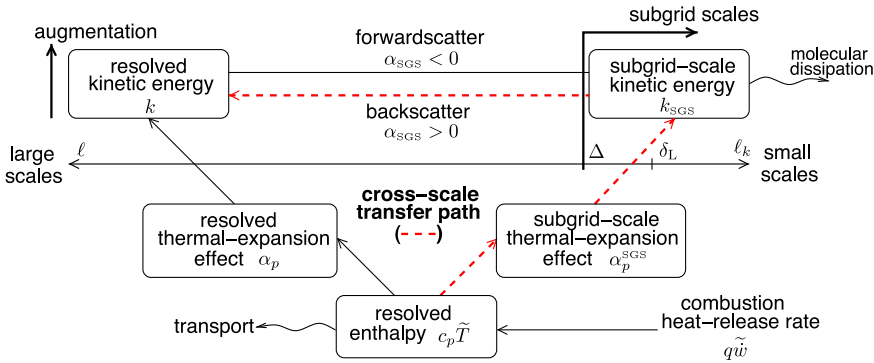 augmentation
resolved
kinetic energy
k
forwardscatter
α_SGS < 0
backscatter
α_SGS > 0
subgrid scales
subgrid−scale
kinetic energy
k_SGS
molecular
dissipation
large
scales
ℓ
Δ
δ_L
ℓ_k
small
scales
resolved
thermal−expansion
effect α_p
cross−scale
transfer path
(−−−)
subgrid−scale
thermal−expansion
effect α_p^SGS
transport
resolved
enthalpy c_p T̃
combustion
heat−release rate
q\widetilde{\dot{w}}